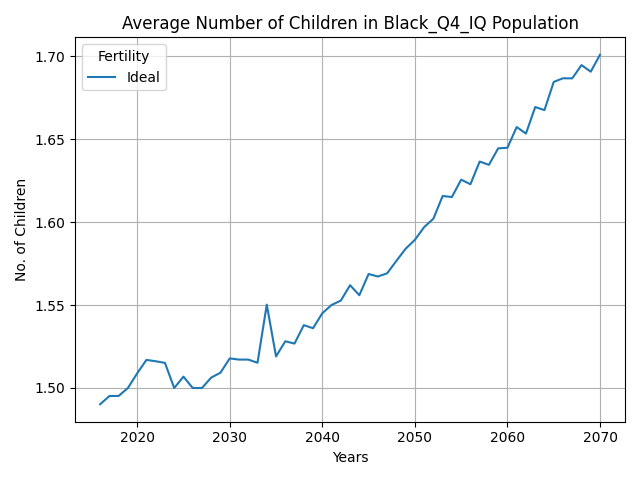 Average Number of Children in Black_Q4_IQ Population
Fertility
Ideal
No. of Children
1.70
1.65
1.60
1.55
1.50
2020 2030 2040 2050 2060 2070
Years